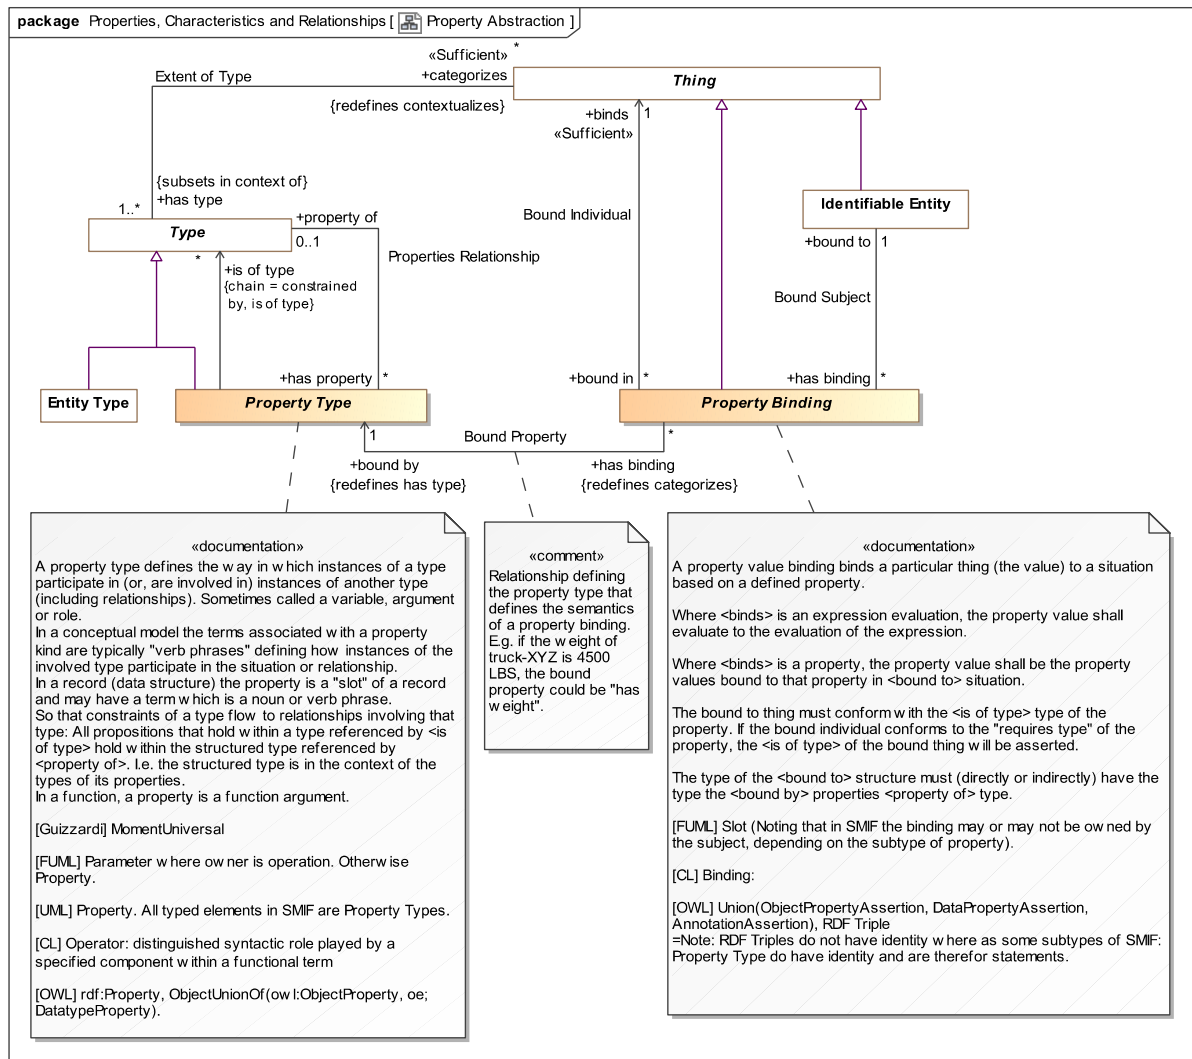 package Properties, Characteristics and Relationships [ Property Abstraction ]
*
«Sufficient»
+categorizes
Extent of Type
{redefines contextualizes}
Thing
+binds
1
«Sufficient»
{subsets in context of}
+has type
1..*
Type
+property of
0..1
Bound Individual
Identifiable Entity
+bound to
1
Properties Relationship
*
+is of type
{chain = constrained
by, is of type}
Bound Subject
+has property
*
+bound in
*
+has binding
*
Entity Type
Property Type
Property Binding
1
Bound Property
*
+bound by
{redefines has type}
+has binding
{redefines categorizes}
«documentation»
A property type defines the way in which instances of a type
participate in (or, are involved in) instances of another type
(including relationships). Sometimes called a variable, argument
or role.
In a conceptual model the terms associated with a property
kind are typically "verb phrases" defining how instances of the
involved type participate in the situation or relationship.
In a record (data structure) the property is a "slot" of a record
and may have a term which is a noun or verb phrase.
So that constraints of a type flow to relationships involving that
type: All propositions that hold within a type referenced by <is
of type> hold within the structured type referenced by
<property of>. I.e. the structured type is in the context of the
types of its properties.
In a function, a property is a function argument.
[Guizzardi] MomentUniversal
[FUML] Parameter where owner is operation. Otherwise
Property.
[UML] Property. All typed elements in SMIF are Property Types.
[CL] Operator: distinguished syntactic role played by a
specified component within a functional term
[OWL] rdf:Property, ObjectUnionOf(owl:ObjectProperty, oe;
DatatypeProperty).
«comment»
Relationship defining
the property type that
defines the semantics
of a property binding.
E.g. if the weight of
truck-XYZ is 4500
LBS, the bound
property could be "has
weight".
«documentation»
A property value binding binds a particular thing (the value) to a situation
based on a defined property.
Where <binds> is an expression evaluation, the property value shall
evaluate to the evaluation of the expression.
Where <binds> is a property, the property value shall be the property
values bound to that property in <bound to> situation.
The bound to thing must conform with the <is of type> type of the
property. If the bound individual conforms to the "requires type" of the
property, the <is of type> of the bound thing will be asserted.
The type of the <bound to> structure must (directly or indirectly) have the
type the <bound by> properties <property of> type.
[FUML] Slot (Noting that in SMIF the binding may or may not be owned by
the subject, depending on the subtype of property).
[CL] Binding:
[OWL] Union(ObjectPropertyAssertion, DataPropertyAssertion,
AnnotationAssertion), RDF Triple
=Note: RDF Triples do not have identity where as some subtypes of SMIF:
Property Type do have identity and are therefor statements.